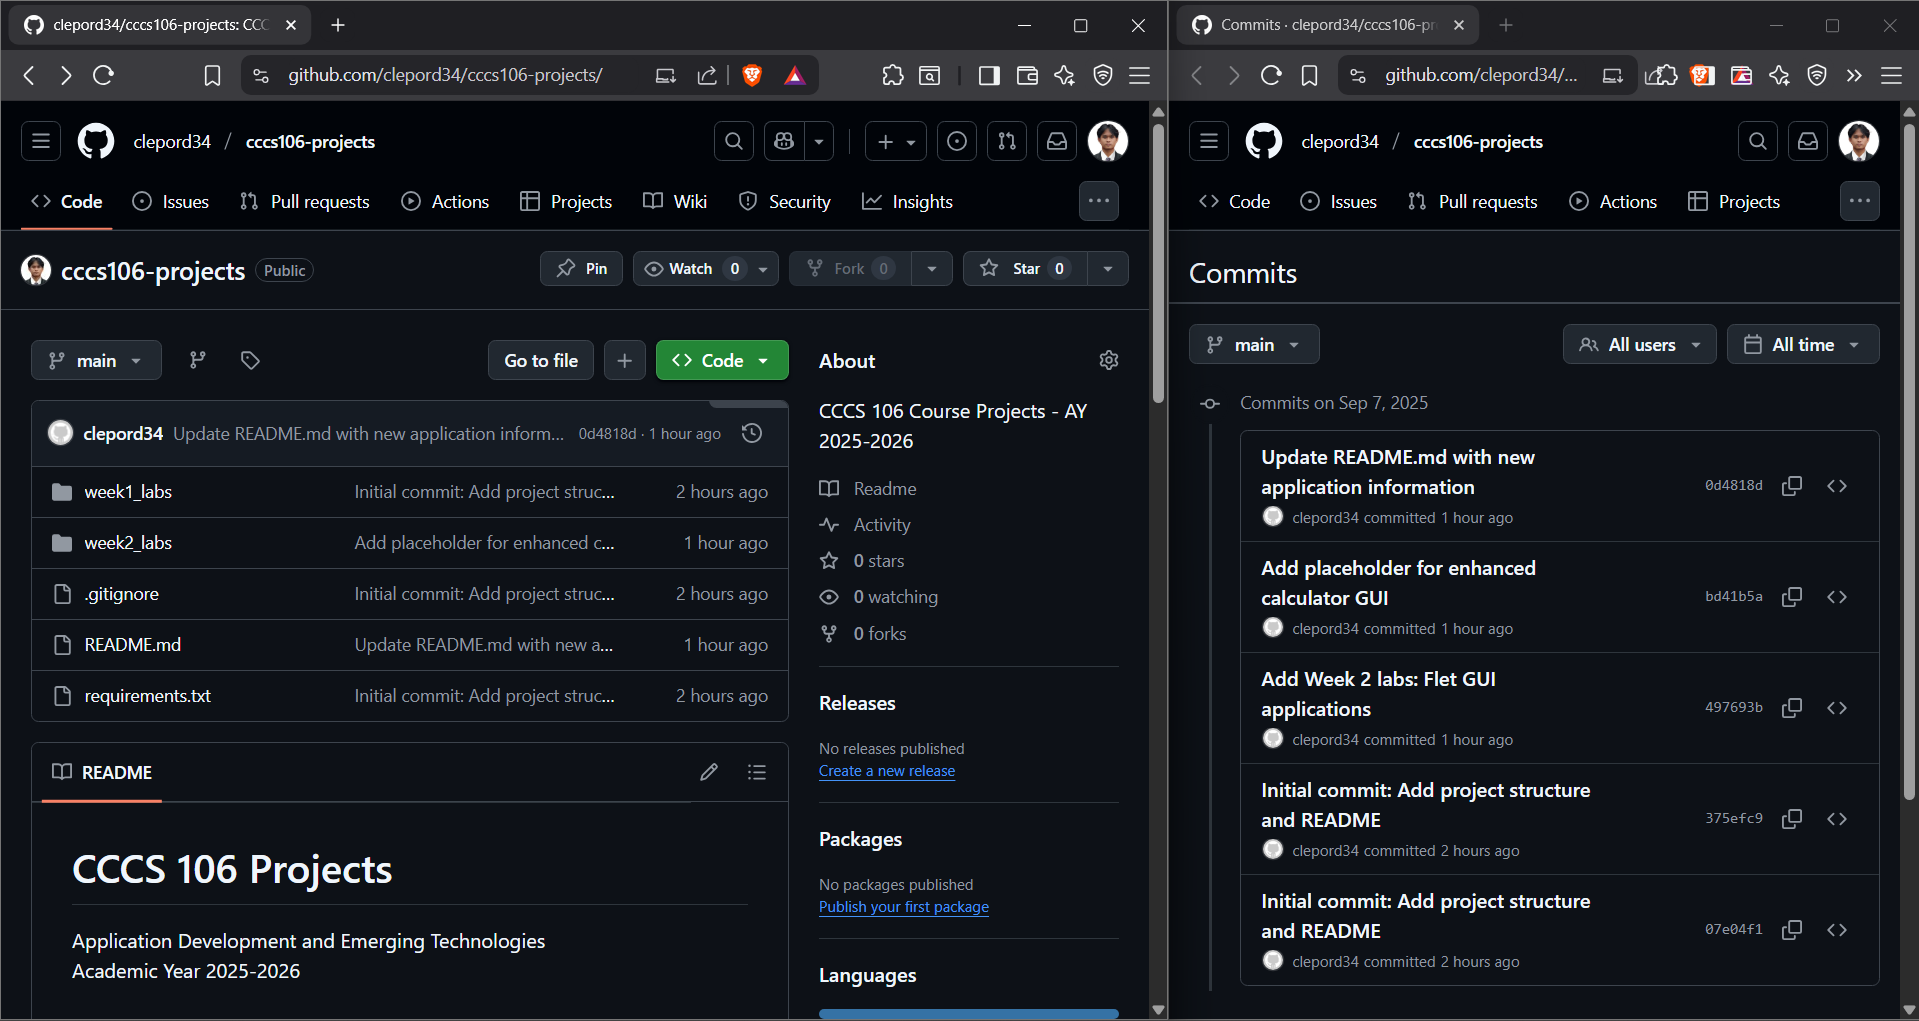 clepord34/cccs106-projects: CCC
github.com/clepord34/cccs106-projects/
clepord34 / cccs106-projects
Code
Issues
Pull requests
Actions
Projects
Wiki
Security
Insights
cccs106-projects
Public
Pin
Watch 0
Fork 0
Star 0
main
Go to file
Code
clepord34 Update README.md with new application inform... 0d4818d · 1 hour ago
week1_labs Initial commit: Add project struc... 2 hours ago
week2_labs Add placeholder for enhanced c... 1 hour ago
.gitignore Initial commit: Add project struc... 2 hours ago
README.md Update README.md with new a... 1 hour ago
requirements.txt Initial commit: Add project struc... 2 hours ago
README
CCCS 106 Projects
Application Development and Emerging Technologies
Academic Year 2025-2026
About
CCCS 106 Course Projects - AY
2025-2026
Readme
Activity
0 stars
0 watching
0 forks
Releases
No releases published
Create a new release
Packages
No packages published
Publish your first package
Languages
Commits · clepord34/cccs106-pr
github.com/clepord34/...
clepord34 / cccs106-projects
Code
Issues
Pull requests
Actions
Projects
Commits
main
All users
All time
Commits on Sep 7, 2025
Update README.md with new
application information
0d4818d
clepord34 committed 1 hour ago
Add placeholder for enhanced
calculator GUI
bd41b5a
clepord34 committed 1 hour ago
Add Week 2 labs: Flet GUI
applications
497693b
clepord34 committed 1 hour ago
Initial commit: Add project structure
and README
375efc9
clepord34 committed 2 hours ago
Initial commit: Add project structure
and README
07e04f1
clepord34 committed 2 hours ago